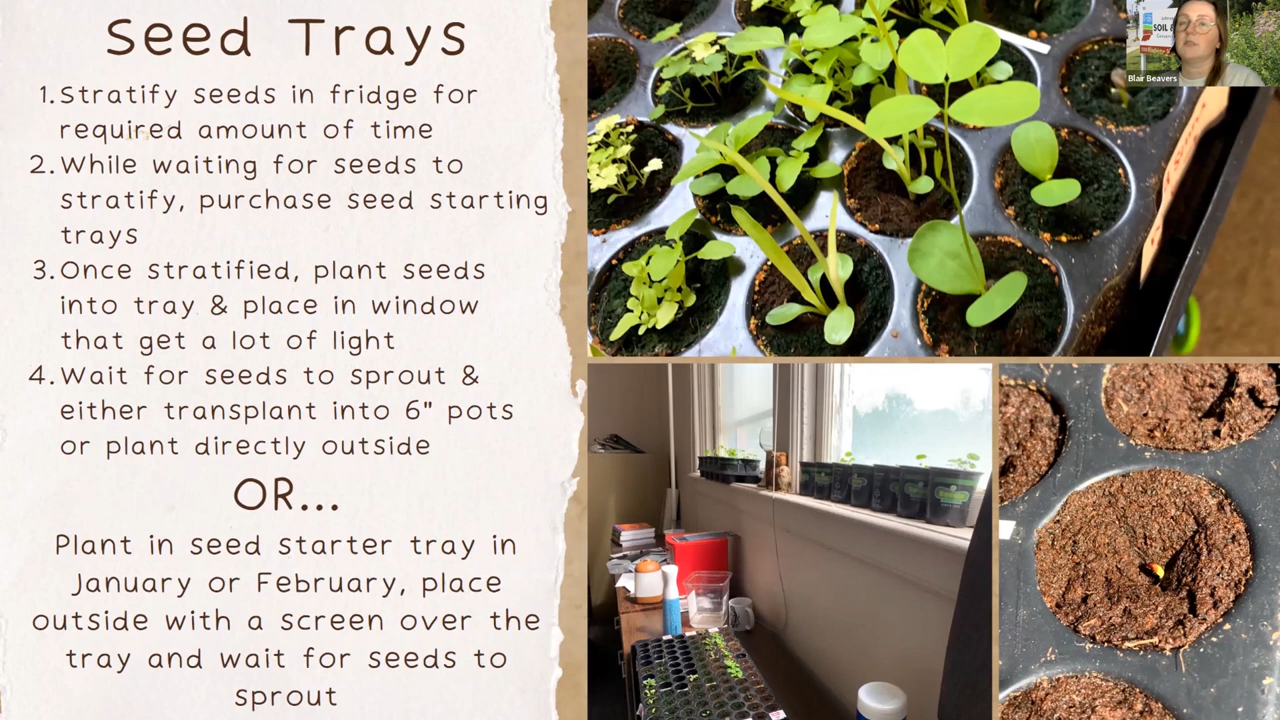 Seed Trays
1.Stratify seeds in fridge for
required amount of time
2.While waiting for seeds to
stratify, purchase seed starting
trays
3.Once stratified, plant seeds
into tray & place in window
that get a lot of light
4.Wait for seeds to sprout &
either transplant into 6" pots
or plant directly outside
OR...
Plant in seed starter tray in
January or February, place
outside with a screen over the
tray and wait for seeds to
sprout
SOIL &
Blair Beavers